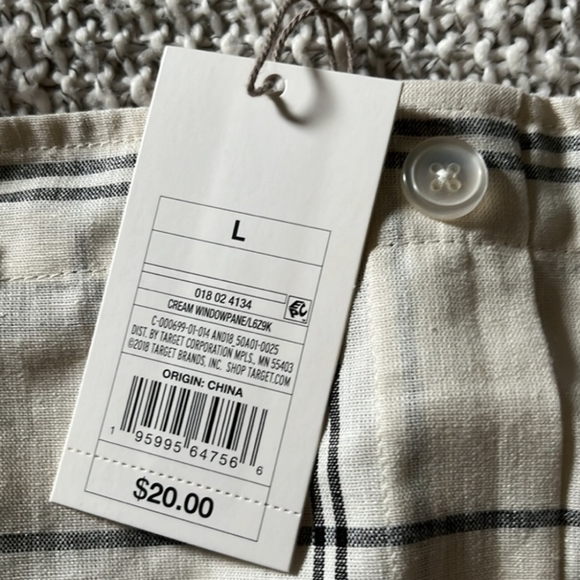 L
018 02 4134
CREAM WINDOWPANE/L6Z9K
C-000699-01-014 AND18_50A01-0025
DIST. BY TARGET CORPORATION MPLS, MN 55403
©2018 TARGET BRANDS, INC. SHOP TARGET.COM
ORIGIN: CHINA
1 95995 64756 6
$20.00